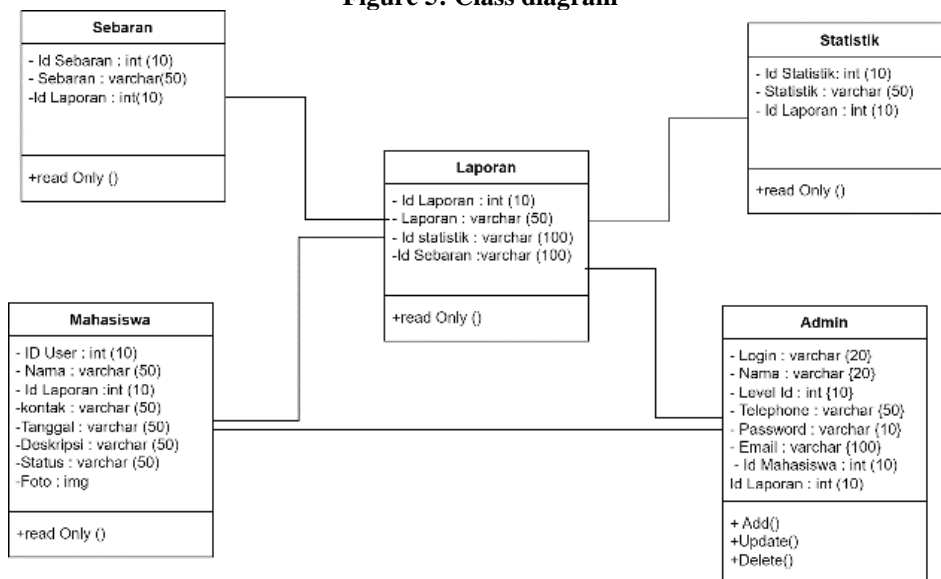 Figure 5: Class diagram
Sebaran
- Id Sebaran : int (10)
- Sebaran : varchar(50)
-Id Laporan : int(10)
+read Only ()
Statistik
- Id Statistik: int (10)
- Statistik : varchar (50)
- Id Laporan : int (10)
+read Only ()
Laporan
- Id Laporan : int (10)
- Laporan : varchar (50)
- Id statistik : varchar (100)
-Id Sebaran :varchar (100)
+read Only ()
Mahasiswa
- ID User : int (10)
- Nama : varchar (50)
- Id Laporan :int (10)
-kontak : varchar (50)
-Tanggal : varchar (50)
-Deskripsi : varchar (50)
-Status : varchar (50)
-Foto : img
+read Only ()
Admin
- Login : varchar {20}
- Nama : varchar {20}
- Level Id : int {10}
- Telephone : varchar {50}
- Password : varchar {10}
- Email : varchar {100}
- Id Mahasiswa : int (10)
Id Laporan : int (10)
+ Add()
+Update()
+Delete()